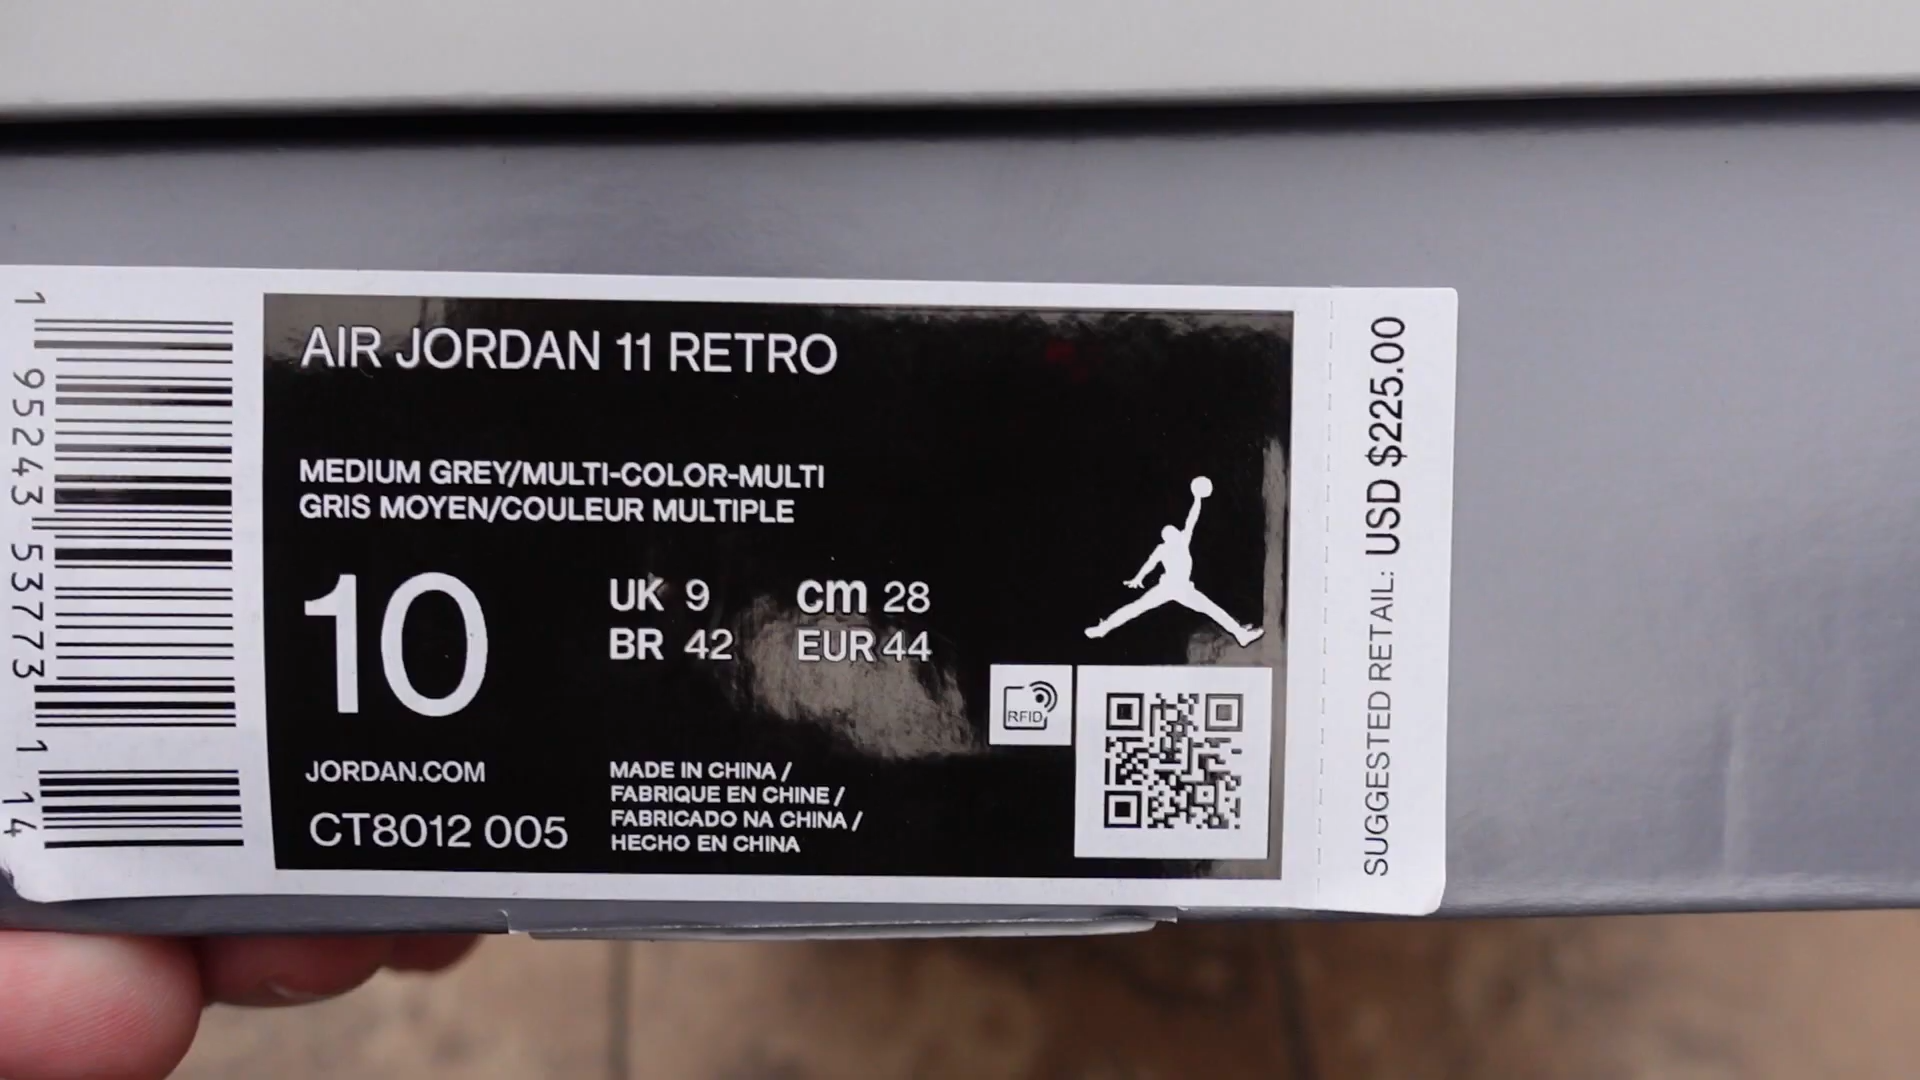 AIR JORDAN 11 RETRO
MEDIUM GREY/MULTI-COLOR-MULTI
GRIS MOYEN/COULEUR MULTIPLE
10
UK 9 cm 28
BR 42 EUR 44
JORDAN.COM
CT8012 005
MADE IN CHINA /
FABRIQUE EN CHINE /
FABRICADO NA CHINA /
HECHO EN CHINA
RFID
SUGGESTED RETAIL: USD $225.00
1 95243 53773 1 14